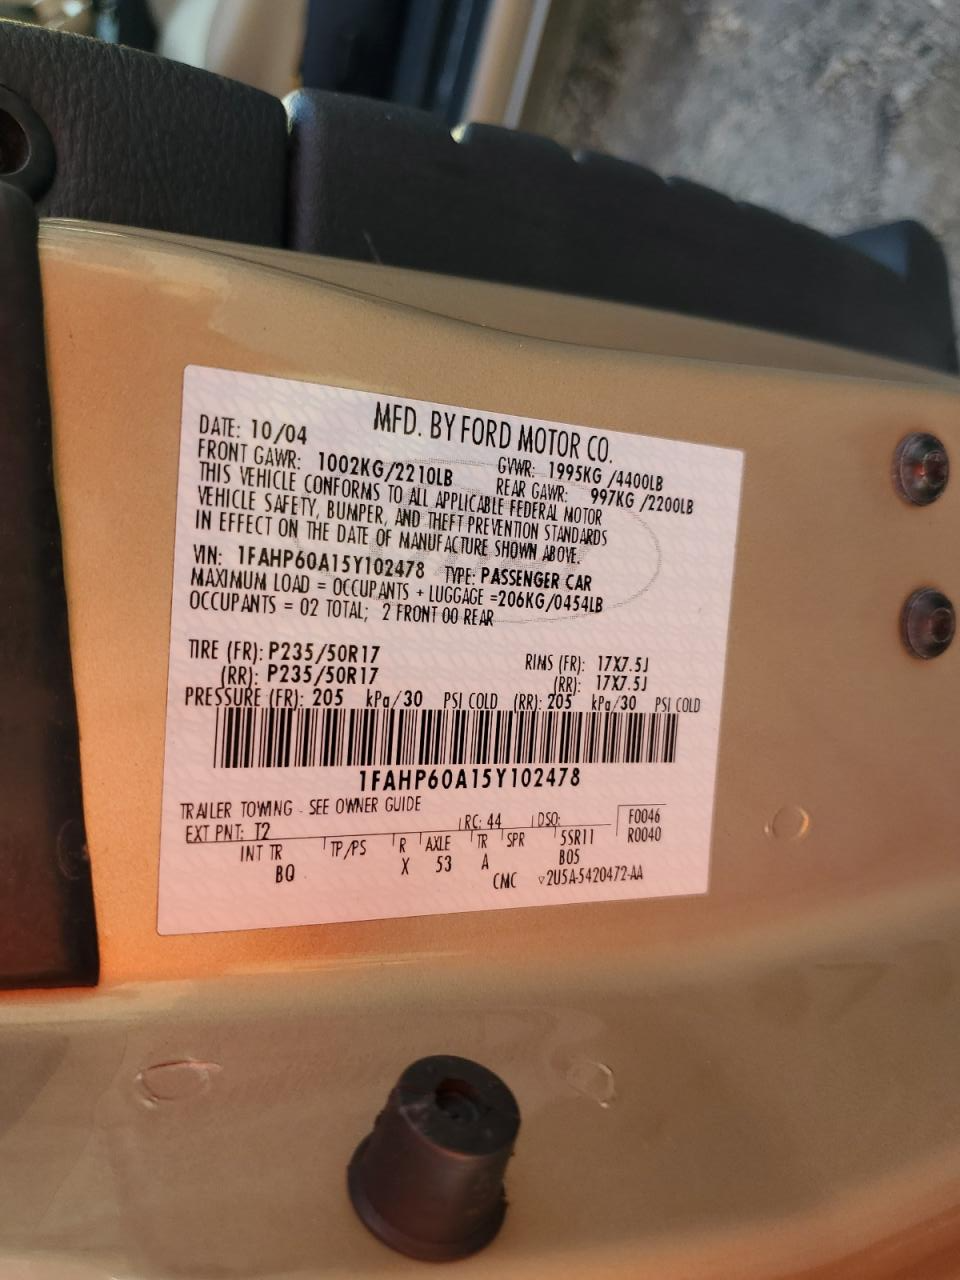 MFD. BY FORD MOTOR CO.
DATE: 10/04 GVWR: 1995KG /4400LB
FRONT GAWR: 1002KG/2210LB REAR GAWR: 997KG /2200LB
THIS VEHICLE CONFORMS TO ALL APPLICABLE FEDERAL MOTOR
VEHICLE SAFETY, BUMPER, AND THEFT PREVENTION STANDARDS
IN EFFECT ON THE DATE OF MANUFACTURE SHOWN ABOVE.
VIN: 1FAHP60A15Y102478 TYPE: PASSENGER CAR
MAXIMUM LOAD = OCCUPANTS + LUGGAGE =206KG/0454LB
OCCUPANTS = 02 TOTAL; 2 FRONT 00 REAR
TIRE (FR): P235/50R17 RIMS (FR): 17X7.5J
(RR): P235/50R17 (RR): 17X7.5J
PRESSURE (FR): 205 kPa/30 PSI COLD (RR): 205 kPa/30 PSI COLD
1FAHP60A15Y102478
TRAILER TOWING - SEE OWNER GUIDE
EXT PNT: T2 RC: 44 DSO: F0046
R0040
INT TR TP/PS R AXLE TR SPR 5SR11
BQ X 53 A B05
CMC ▽2U5A-5420472-AA